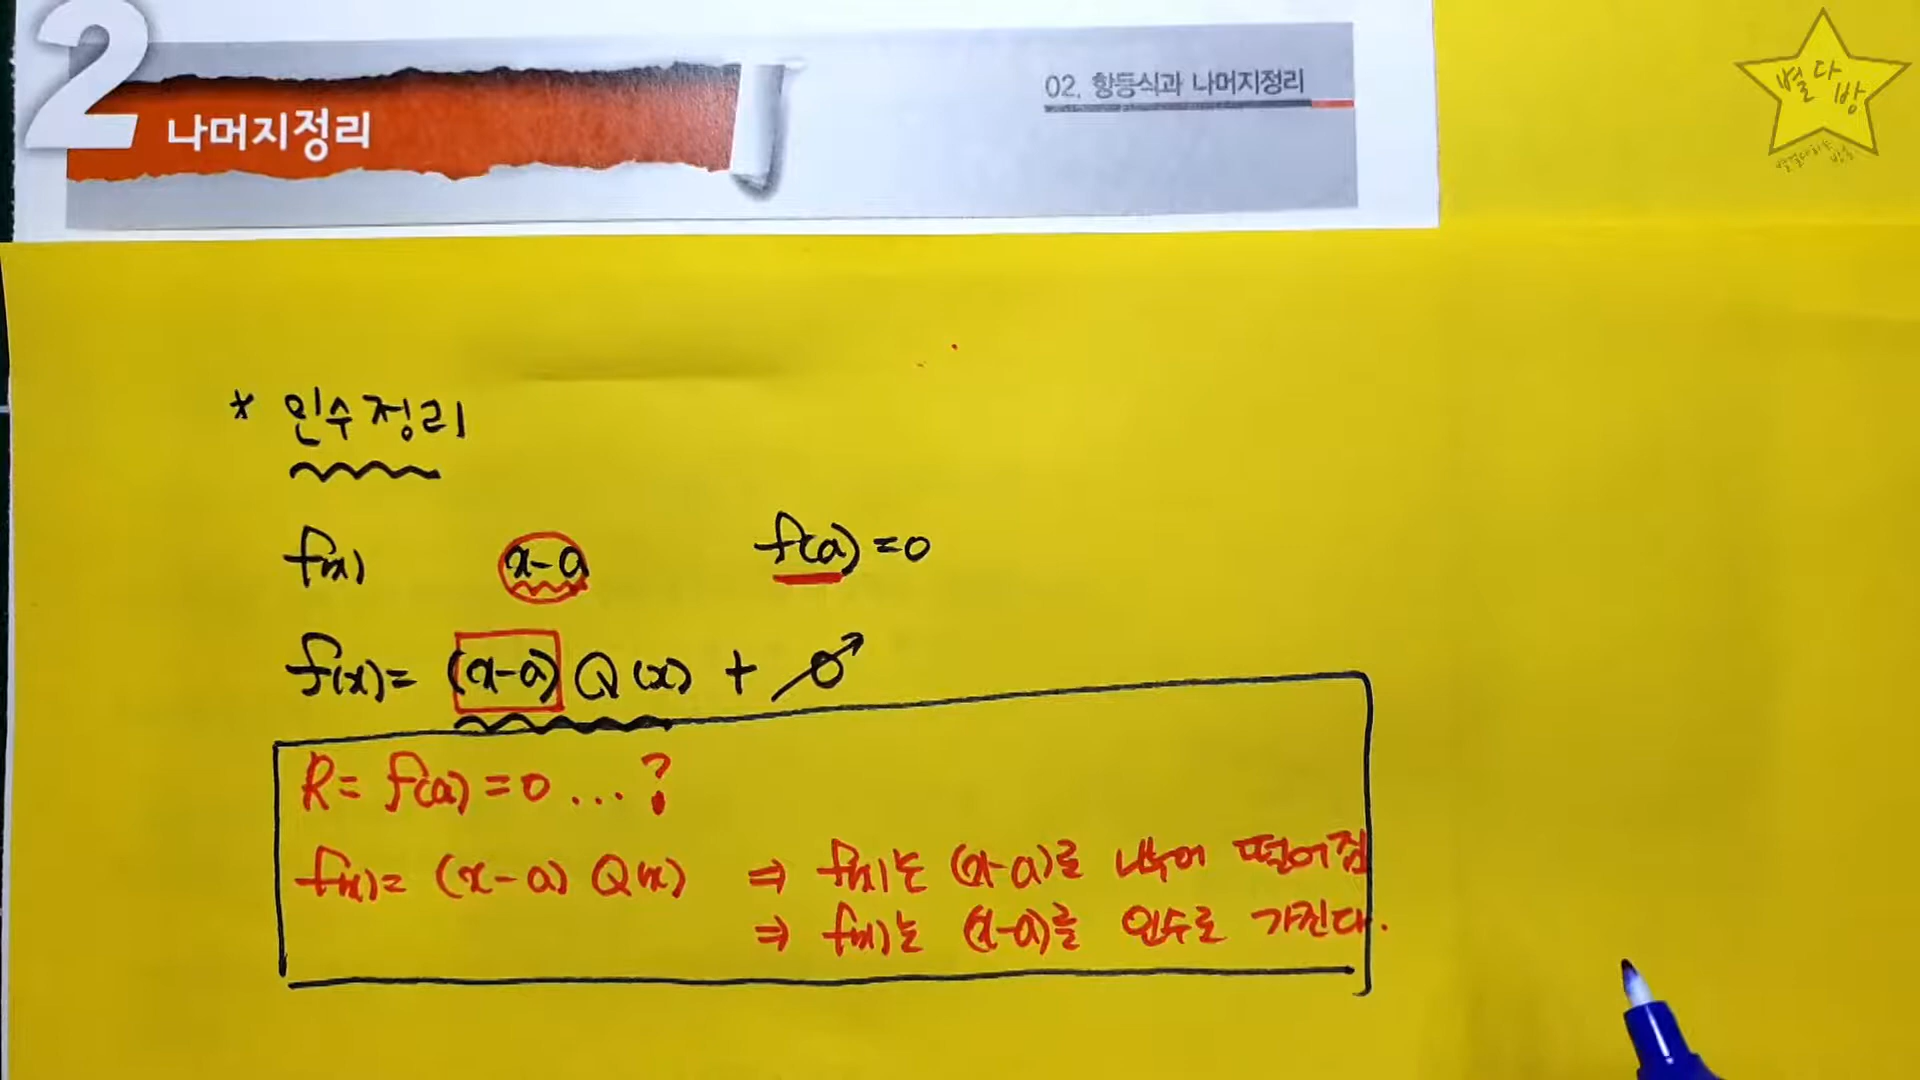 2
나머지정리
02. 항등식과 나머지정리
별다방
* 인수정리
f(x) x-a f(a)=0
f(x)= (x-a) Q(x) + 0
R= f(a)=0 ...?
f(x)= (x-a) Q(x) ⇒ f(x)는 (x-a)로 나누어 떨어짐
⇒ f(x)는 (x-a)를 인수로 가진다.